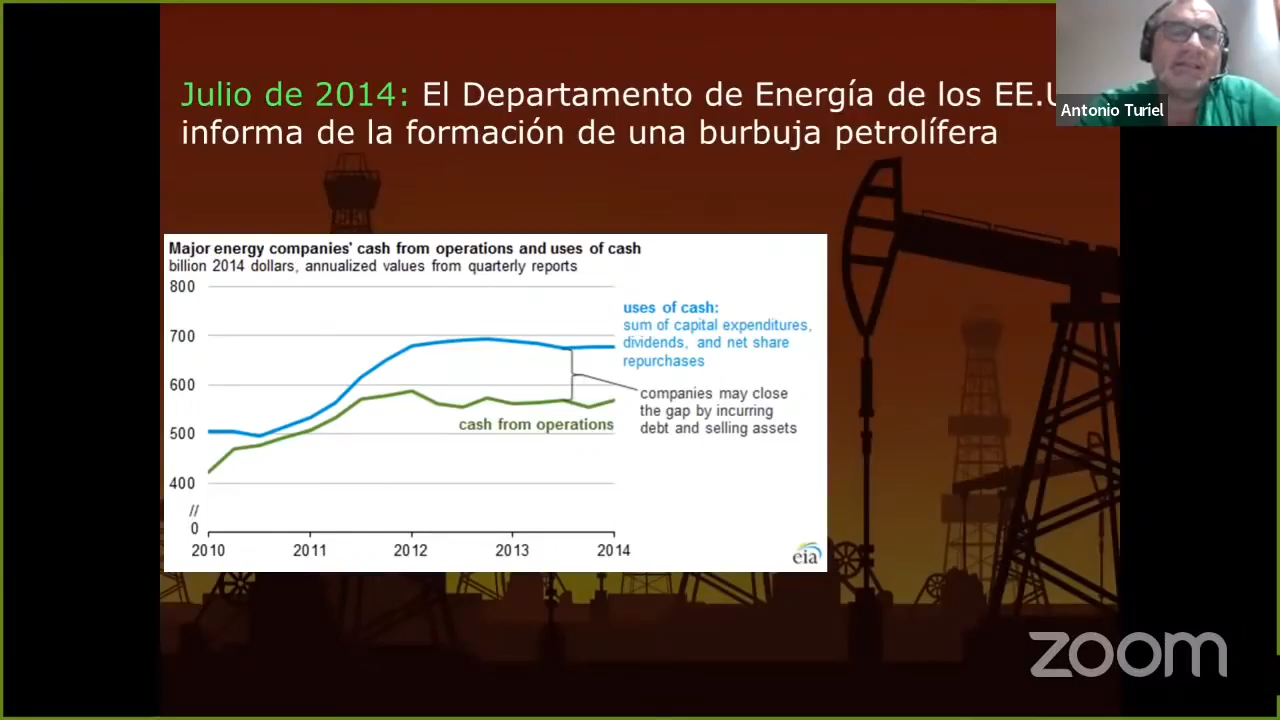 Julio de 2014: El Departamento de Energía de los EE.U
informa de la formación de una burbuja petrolífera
Antonio Turiel
Major energy companies' cash from operations and uses of cash
billion 2014 dollars, annualized values from quarterly reports
800
700
600
500
400
//
0
2010 2011 2012 2013 2014
uses of cash:
sum of capital expenditures,
dividends, and net share
repurchases
companies may close
the gap by incurring
debt and selling assets
cash from operations
eia
zoom